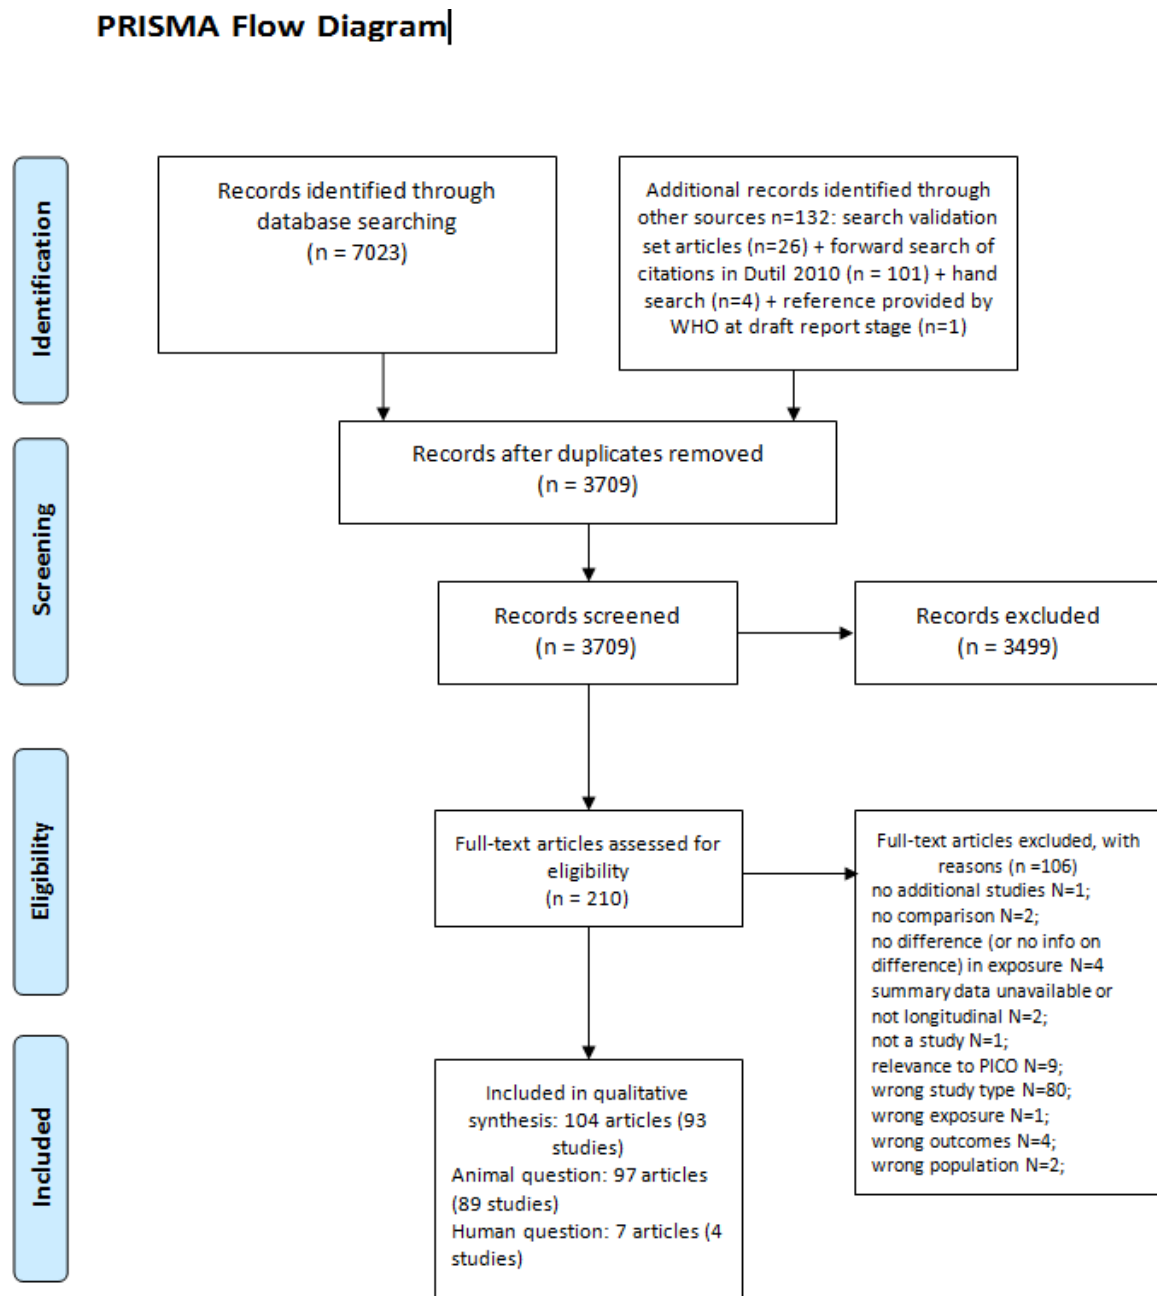 PRISMA Flow Diagram
Identification
Records identified through
database searching
(n = 7023)
Additional records identified through
other sources n=132: search validation
set articles (n=26) + forward search of
citations in Dutil 2010 (n = 101) + hand
search (n=4) + reference provided by
WHO at draft report stage (n=1)
Screening
Records after duplicates removed
(n = 3709)
Records screened
(n = 3709)
Records excluded
(n = 3499)
Eligibility
Full-text articles assessed for
eligibility
(n = 210)
Full-text articles excluded, with
reasons (n =106)
no additional studies N=1;
no comparison N=2;
no difference (or no info on
difference) in exposure N=4
summary data unavailable or
not longitudinal N=2;
not a study N=1;
relevance to PICO N=9;
wrong study type N=80;
wrong exposure N=1;
wrong outcomes N=4;
wrong population N=2;
Included
Included in qualitative
synthesis: 104 articles (93
studies)
Animal question: 97 articles
(89 studies)
Human question: 7 articles (4
studies)